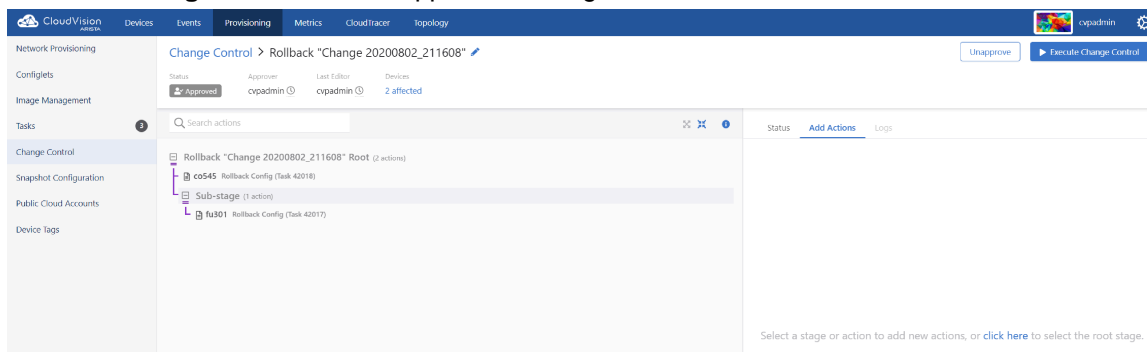 CloudVision
ARISTA
Devices
Events
Provisioning
Metrics
CloudTracer
Topology
cvpadmin
Network Provisioning
Configlets
Image Management
Tasks
3
Change Control
Snapshot Configuration
Public Cloud Accounts
Device Tags
Change Control > Rollback "Change 20200802_211608"
Unapprove
Execute Change Control
Status
Approver
Last Editor
Devices
Approved
cvpadmin
cvpadmin
2 affected
Search actions
Rollback "Change 20200802_211608" Root (2 actions)
co545 Rollback Config (Task 42018)
Sub-stage (1 action)
fu301 Rollback Config (Task 42017)
Status
Add Actions
Logs
Select a stage or action to add new actions, or click here to select the root stage.